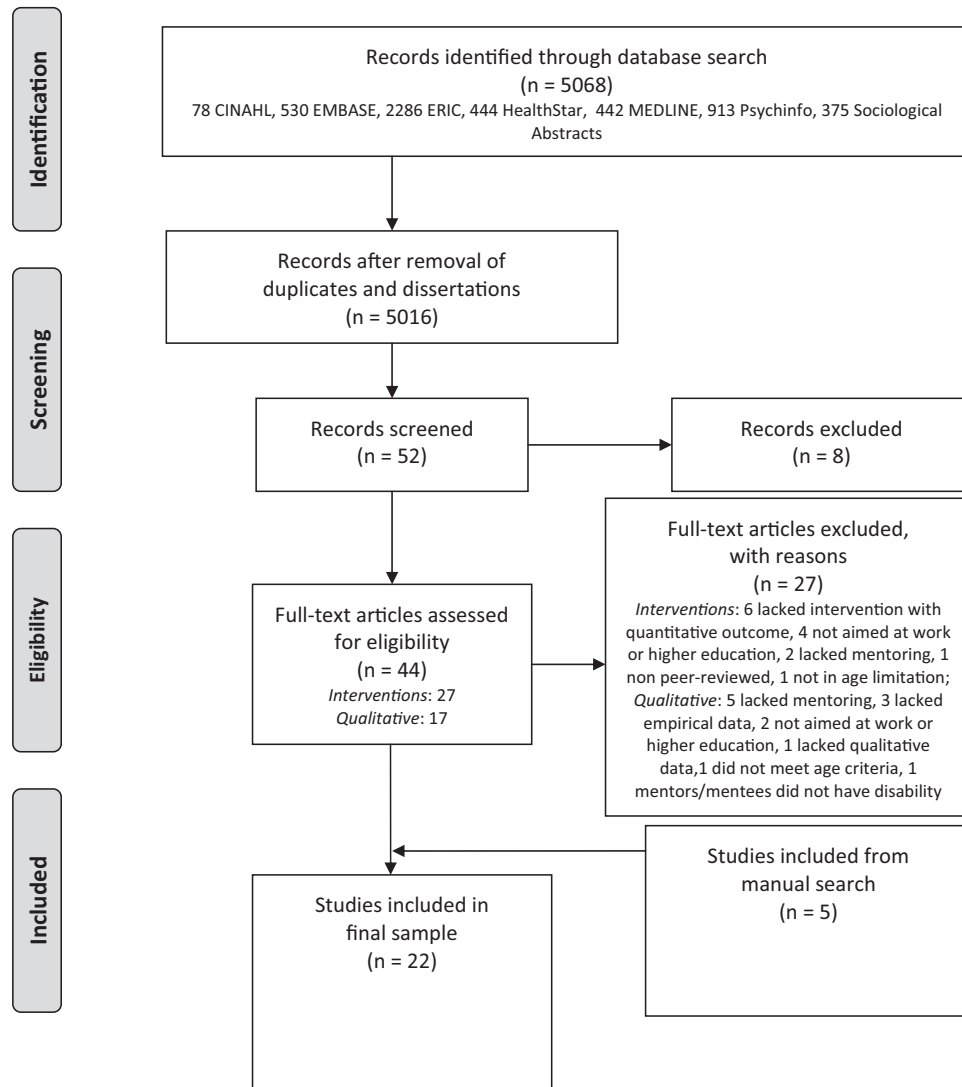 Identification
Records identified through database search
(n = 5068)
78 CINAHL, 530 EMBASE, 2286 ERIC, 444 HealthStar, 442 MEDLINE, 913 Psychinfo, 375 Sociological
Abstracts
Screening
Records after removal of
duplicates and dissertations
(n = 5016)
Records screened
(n = 52)
Records excluded
(n = 8)
Eligibility
Full-text articles assessed
for eligibility
(n = 44)
Interventions: 27
Qualitative: 17
Full-text articles excluded,
with reasons
(n = 27)
Interventions: 6 lacked intervention with
quantitative outcome, 4 not aimed at work
or higher education, 2 lacked mentoring, 1
non peer-reviewed, 1 not in age limitation;
Qualitative: 5 lacked mentoring, 3 lacked
empirical data, 2 not aimed at work or
higher education, 1 lacked qualitative
data,1 did not meet age criteria, 1
mentors/mentees did not have disability
Included
Studies included from
manual search
(n = 5)
Studies included in
final sample
(n = 22)